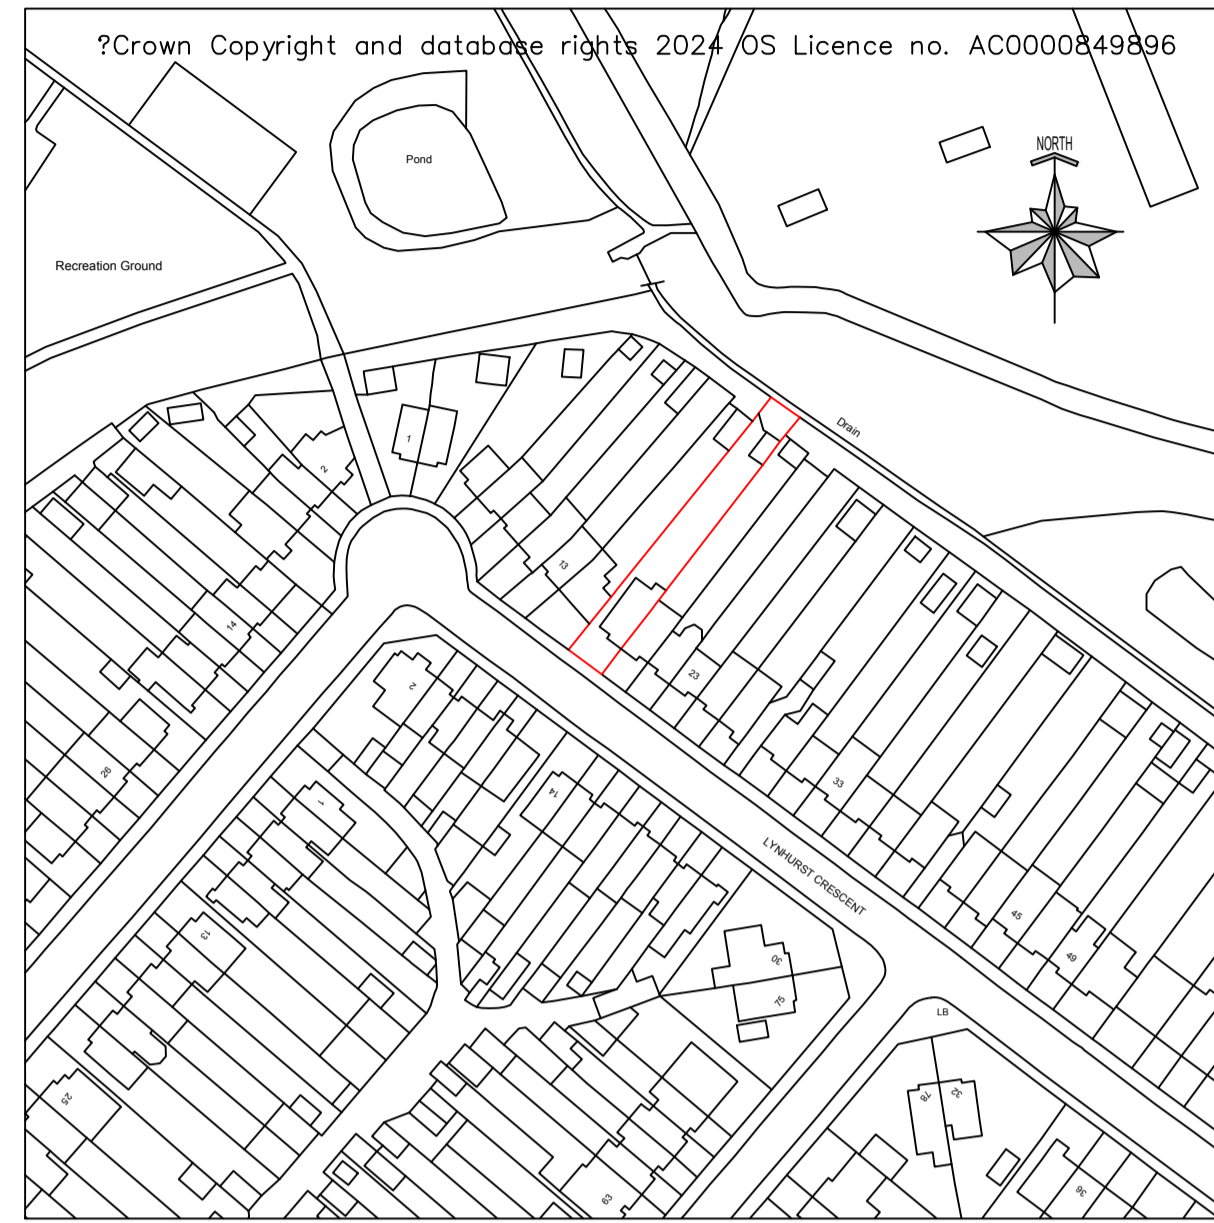 ?Crown Copyright and database rights 2024 OS Licence no. AC0000849896
NORTH
Pond
Recreation Ground
Drain
1
2
13
14
23
2
26
33
1
14
LYNHURST CRESCENT
45
13
49
30
75
LB
25
78
32
63
36